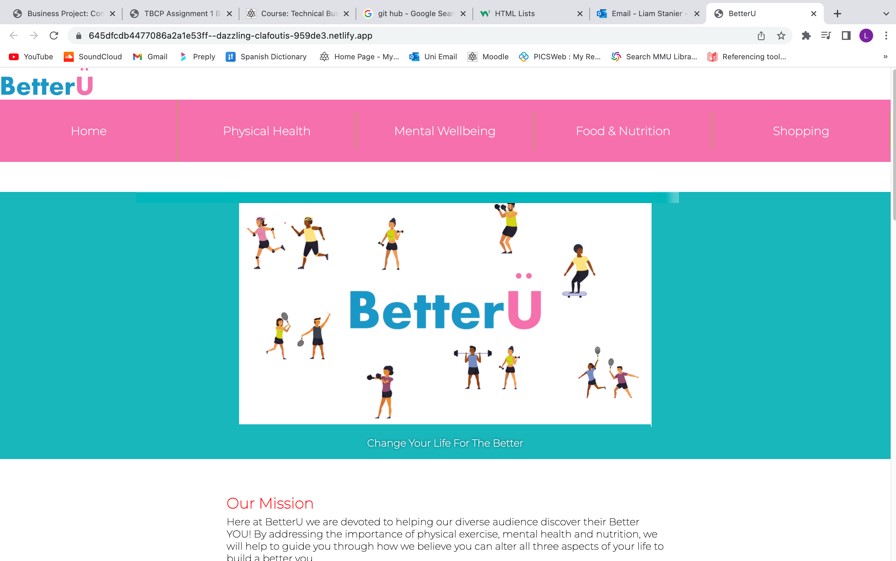 Business Project: Co
TBCP Assignment 1 B
Course: Technical Bu
git hub - Google Sear
HTML Lists
Email - Liam Stanier -
BetterU
645dfcdb4477086a2a1e53ff--dazzling-clafoutis-959de3.netlify.app
L
YouTube
SoundCloud
Gmail
Preply
Spanish Dictionary
Home Page - My...
Uni Email
Moodle
PICSWeb : My Re...
Search MMU Libra...
Referencing tool...
»
BetterÜ
Home
Physical Health
Mental Wellbeing
Food & Nutrition
Shopping
BetterÜ
Change Your Life For The Better
Our Mission
Here at BetterU we are devoted to helping our diverse audience discover their Better
YOU! By addressing the importance of physical exercise, mental health and nutrition, we
will help to guide you through how we believe you can alter all three aspects of your life to
build a better you